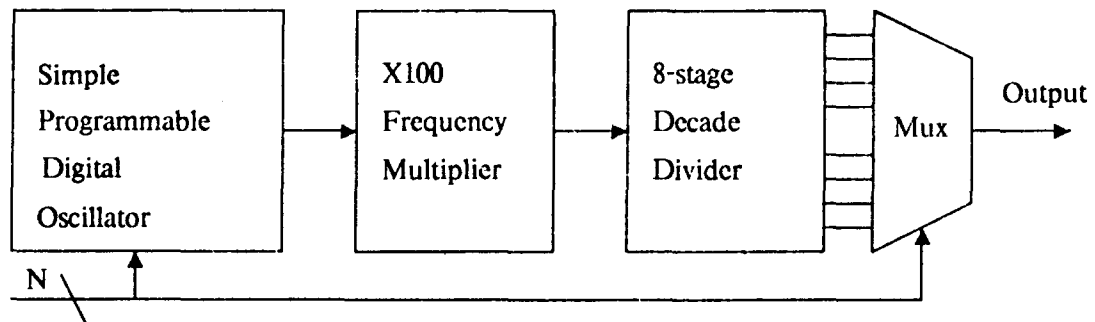 Simple
Programmable
Digital
Oscillator
X100
Frequency
Multiplier
8-stage
Decade
Divider
Mux
Output
N